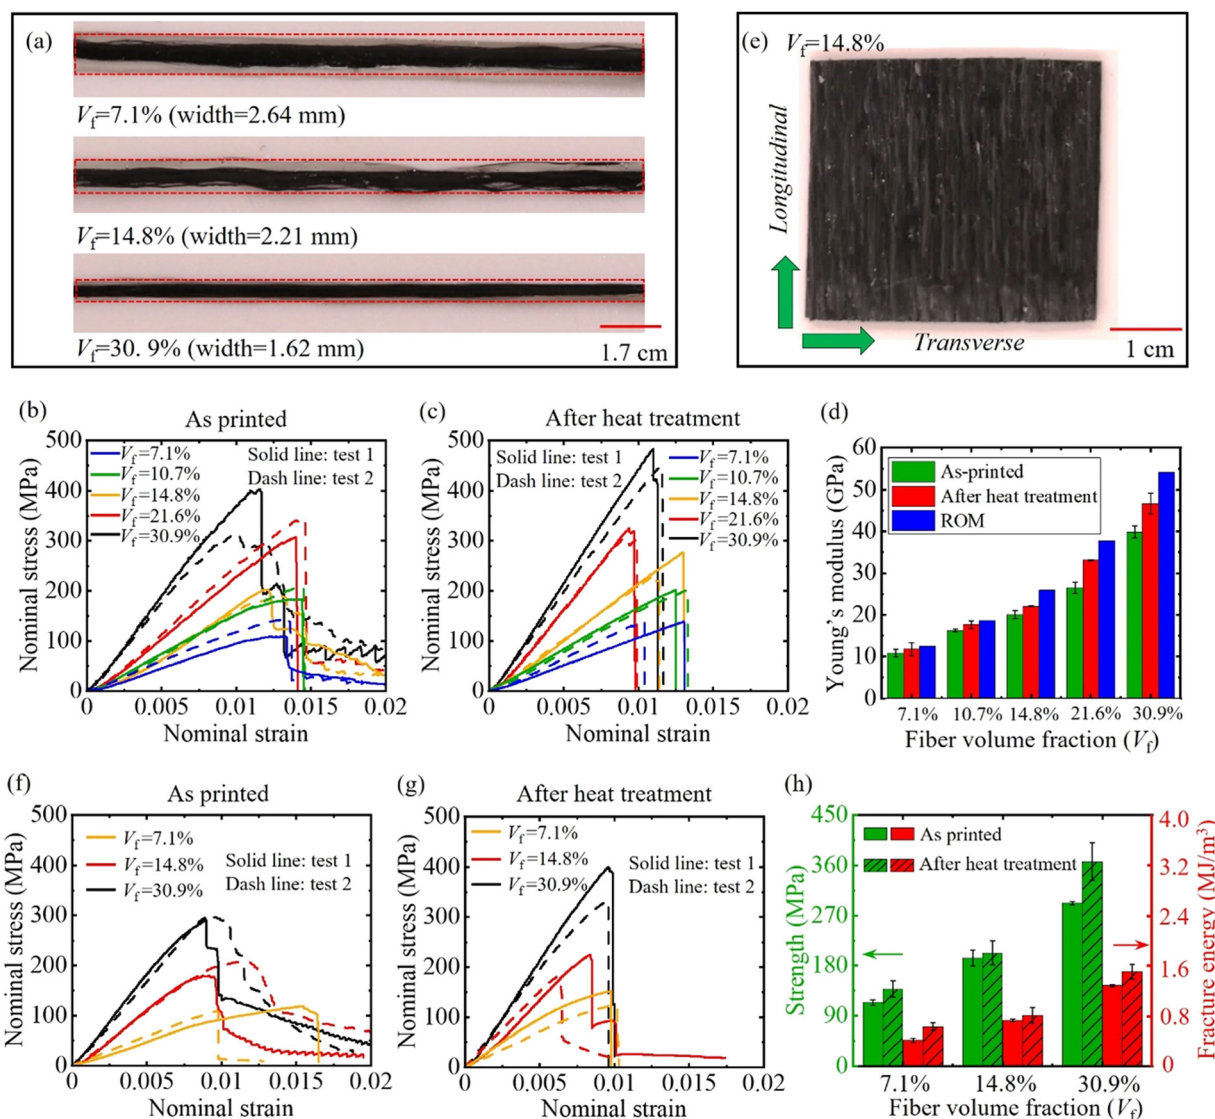 (a)
Vf=7.1% (width=2.64 mm)
Vf=14.8% (width=2.21 mm)
Vf=30. 9% (width=1.62 mm)
1.7 cm
(e)
Vf=14.8%
Longitudinal
Transverse
1 cm
(b)
As printed
Nominal stress (MPa)
500
400
300
200
100
0
Vf=7.1%
Vf=10.7%
Vf=14.8%
Vf=21.6%
Vf=30.9%
Solid line: test 1
Dash line: test 2
0 0.005 0.01 0.015 0.02
Nominal strain
(c)
After heat treatment
Nominal stress (MPa)
500
400
300
200
100
0
Solid line: test 1
Dash line: test 2
Vf=7.1%
Vf=10.7%
Vf=14.8%
Vf=21.6%
Vf=30.9%
0 0.005 0.01 0.015 0.02
Nominal strain
(d)
Young's modulus (GPa)
60
50
40
30
20
10
0
As-printed
After heat treatment
ROM
7.1% 10.7% 14.8% 21.6% 30.9%
Fiber volume fraction (Vf)
(f)
As printed
Nominal stress (MPa)
500
400
300
200
100
0
Vf=7.1%
Vf=14.8%
Vf=30.9%
Solid line: test 1
Dash line: test 2
0 0.005 0.01 0.015 0.02
Nominal strain
(g)
After heat treatment
Nominal stress (MPa)
500
400
300
200
100
0
Vf=7.1%
Vf=14.8%
Vf=30.9%
Solid line: test 1
Dash line: test 2
0 0.005 0.01 0.015 0.02
Nominal strain
(h)
Strength (MPa)
450
360
270
180
90
0
As printed
After heat treatment
4.0
3.2
2.4
1.6
0.8
0
Fracture energy (MJ/m³)
7.1% 14.8% 30.9%
Fiber volume fraction (Vf)